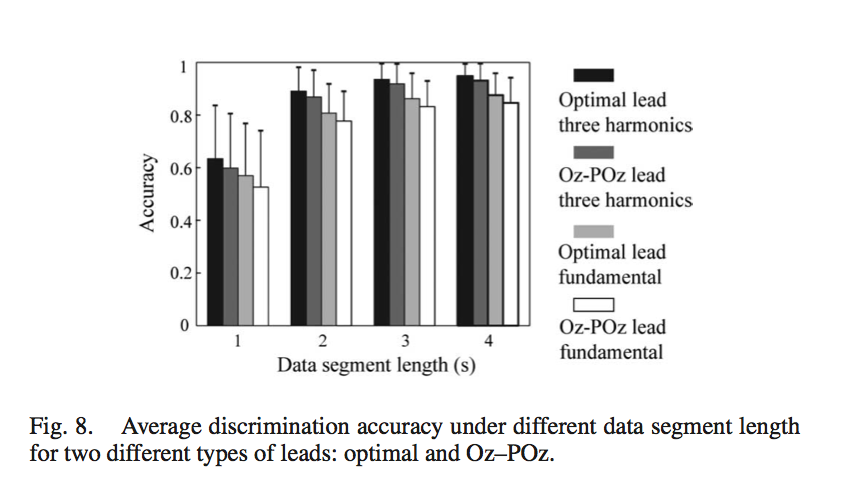 1
0.8
0.6
0.4
0.2
0
Accuracy
1 2 3 4
Data segment length (s)
Optimal lead
three harmonics
Oz-POz lead
three harmonics
Optimal lead
fundamental
Oz-POz lead
fundamental
Fig. 8. Average discrimination accuracy under different data segment length
for two different types of leads: optimal and Oz–POz.